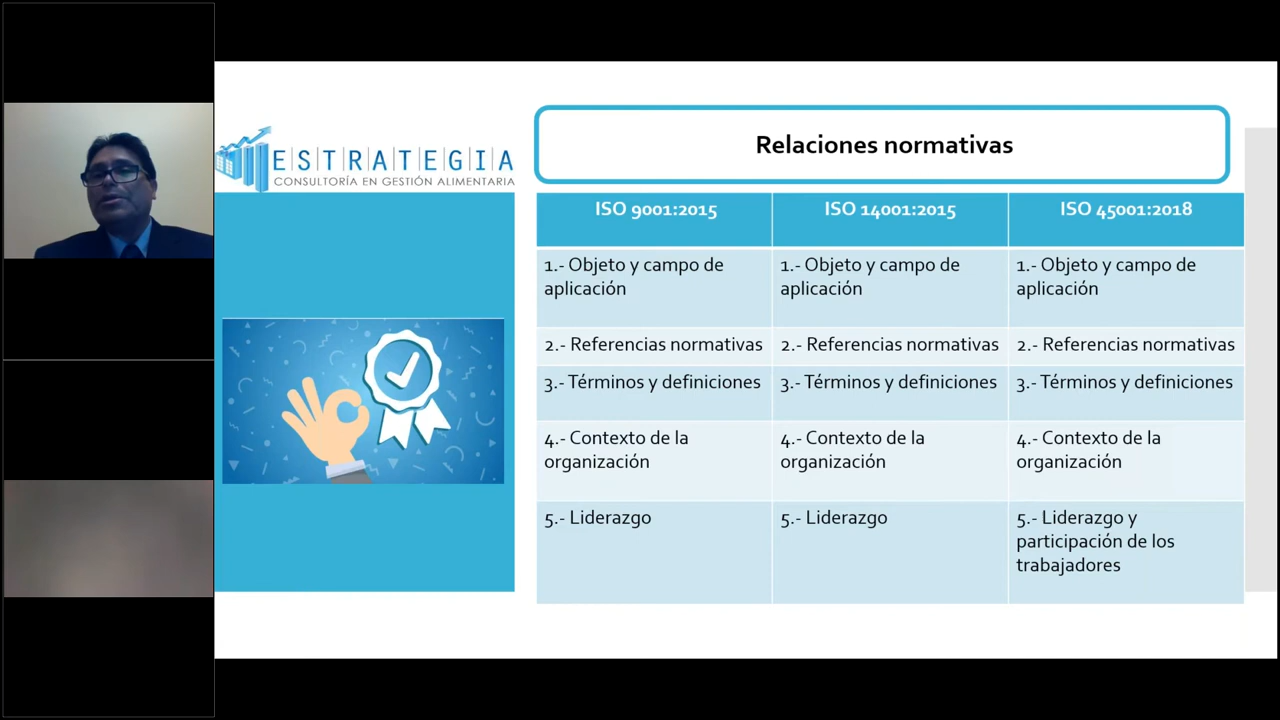 ESTRATEGIA
CONSULTORÍA EN GESTIÓN ALIMENTARIA
Relaciones normativas
ISO 9001:2015
ISO 14001:2015
ISO 45001:2018
1.- Objeto y campo de
aplicación
1.- Objeto y campo de
aplicación
1.- Objeto y campo de
aplicación
2.- Referencias normativas
2.- Referencias normativas
2.- Referencias normativas
3.- Términos y definiciones
3.- Términos y definiciones
3.- Términos y definiciones
4.- Contexto de la
organización
4.- Contexto de la
organización
4.- Contexto de la
organización
5.- Liderazgo
5.- Liderazgo
5.- Liderazgo y
participación de los
trabajadores